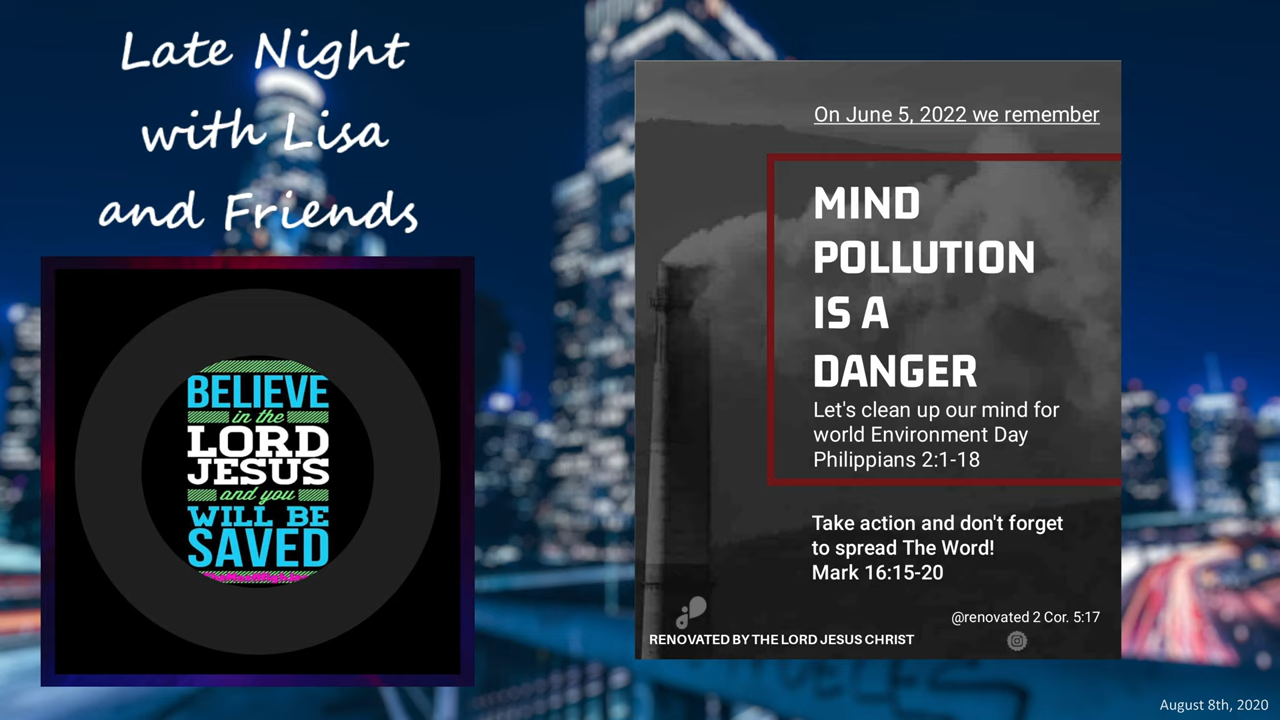 Late Night
with Lisa
and Friends
BELIEVE
in the
LORD
JESUS
and you
WILL BE
SAVED
On June 5, 2022 we remember
MIND
POLLUTION
IS A
DANGER
Let's clean up our mind for
world Environment Day
Philippians 2:1-18
Take action and don't forget
to spread The Word!
Mark 16:15-20
@renovated 2 Cor. 5:17
RENOVATED BY THE LORD JESUS CHRIST
August 8th, 2020